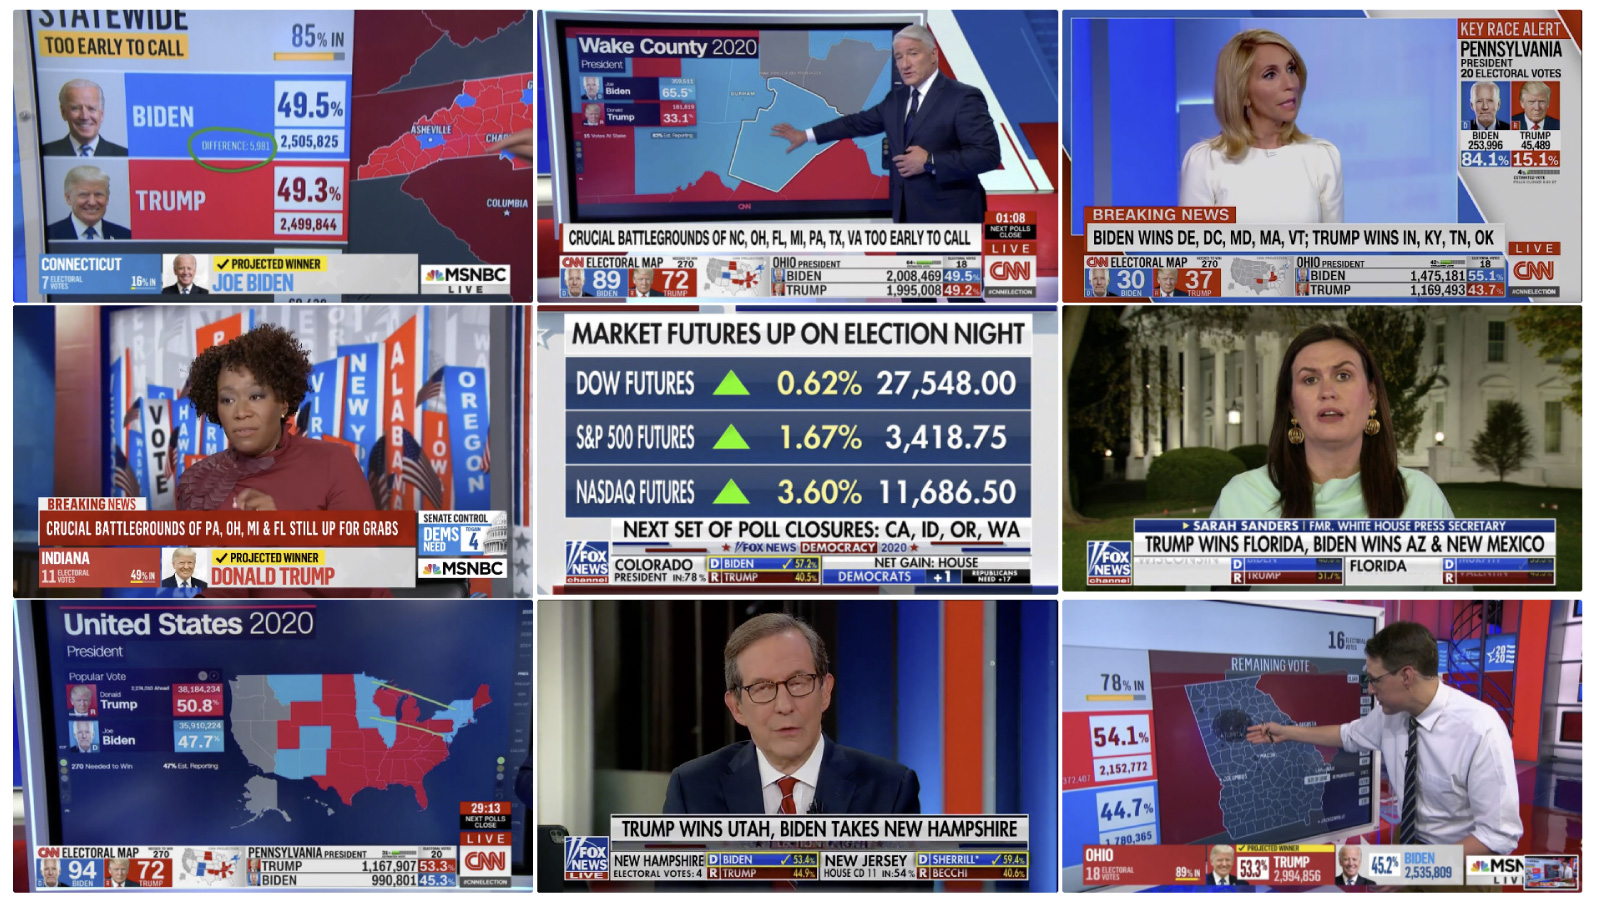 STATEWIDE
TOO EARLY TO CALL
85% IN
BIDEN
49.5%
DIFFERENCE: 5,981
2,505,825
TRUMP
49.3%
2,499,844
ASHEVILLE
COLUMBIA
CONNECTICUT
7 ELECTORAL VOTES
16% IN
PROJECTED WINNER
JOE BIDEN
MSNBC
LIVE
Wake County 2020
President
Joe Biden
65.5%
Donald Trump
33.1%
DURHAM
CNN
01:08
NEXT POLLS CLOSE
LIVE
CRUCIAL BATTLEGROUNDS OF NC, OH, FL, MI, PA, TX, VA TOO EARLY TO CALL
CNN ELECTORAL MAP 270
89 BIDEN
72 TRUMP
OHIO PRESIDENT 18
BIDEN 2,008,469 49.5%
TRUMP 1,995,008 49.2%
CNN
#CNNELECTION
KEY RACE ALERT
PENNSYLVANIA
PRESIDENT
20 ELECTORAL VOTES
BIDEN TRUMP
253,996 45,489
84.1% 15.1%
BREAKING NEWS
BIDEN WINS DE, DC, MD, MA, VT; TRUMP WINS IN, KY, TN, OK
LIVE
CNN ELECTORAL MAP 270
30 BIDEN
37 TRUMP
OHIO PRESIDENT 18
BIDEN 1,475,181 55.1%
TRUMP 1,169,493 43.7%
CNN
#CNNELECTION
VOTE
NEW Y
ALABAMA
IOW
OREGON
BREAKING NEWS
CRUCIAL BATTLEGROUNDS OF PA, OH, MI & FL STILL UP FOR GRABS
SENATE CONTROL
DEMS NEED 4
INDIANA
11 ELECTORAL VOTES
49% IN
PROJECTED WINNER
DONALD TRUMP
MSNBC
MARKET FUTURES UP ON ELECTION NIGHT
DOW FUTURES 0.62% 27,548.00
S&P 500 FUTURES 1.67% 3,418.75
NASDAQ FUTURES 3.60% 11,686.50
NEXT SET OF POLL CLOSURES: CA, ID, OR, WA
FOX NEWS DEMOCRACY 2020
FOX NEWS channel
COLORADO
PRESIDENT IN:78%
D BIDEN 57.2%
R TRUMP 40.5%
NET GAIN: HOUSE
DEMOCRATS +1
REPUBLICANS NEED +17
SARAH SANDERS | FMR. WHITE HOUSE PRESS SECRETARY
TRUMP WINS FLORIDA, BIDEN WINS AZ & NEW MEXICO
FOX NEWS channel
WISCONSIN
D BIDEN
R TRUMP 51.7%
FLORIDA
D
R
United States 2020
President
Popular Vote
Donald Trump
38,184,234
50.8%
Joe Biden
35,910,224
47.7%
270 Needed to Win
47% Est. Reporting
29:13
NEXT POLLS CLOSE
LIVE
CNN ELECTORAL MAP 270
94 BIDEN
72 TRUMP
PENNSYLVANIA PRESIDENT 20
TRUMP 1,167,907 53.3%
BIDEN 990,801 45.3%
CNN
#CNNELECTION
TRUMP WINS UTAH, BIDEN TAKES NEW HAMPSHIRE
FOX NEWS
LIVE
NEW HAMPSHIRE
ELECTORAL VOTES: 4
D BIDEN 53.4%
R TRUMP 44.9%
NEW JERSEY
HOUSE CD 11 IN:54%
D SHERRILL* 59.4%
R BECCHI 40.6%
16 ELECTORAL VOTES
REMAINING VOTE
78% IN
54.1%
2,152,772
372,407
44.7%
1,780,365
ATLANTA
2020
OHIO
18 ELECTORAL VOTES
89% IN
PROJECTED WINNER
53.3% TRUMP 2,994,856
45.2% BIDEN 2,535,809
MSN